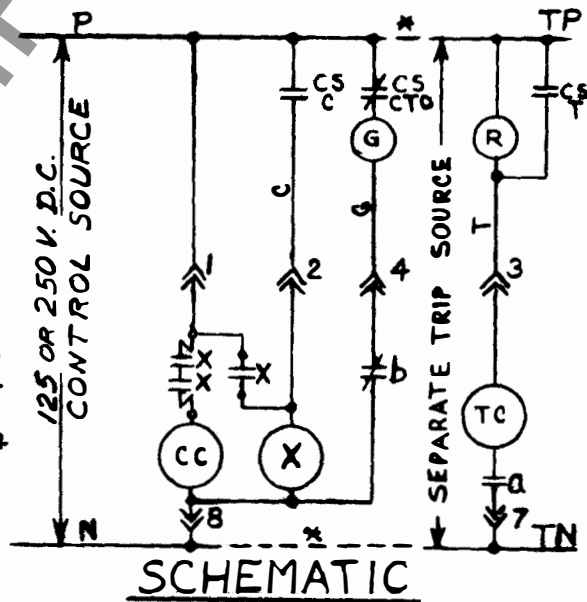 P
*
TP
CS
C
CS
CTO
CS
T
G
R
125 OR 250 V. D.C.
CONTROL SOURCE
SEPARATE TRIP SOURCE
C
G
T
1
2
4
3
X
X
X
b
CC
X
TC
a
8
7
N
*
TN
SCHEMATIC